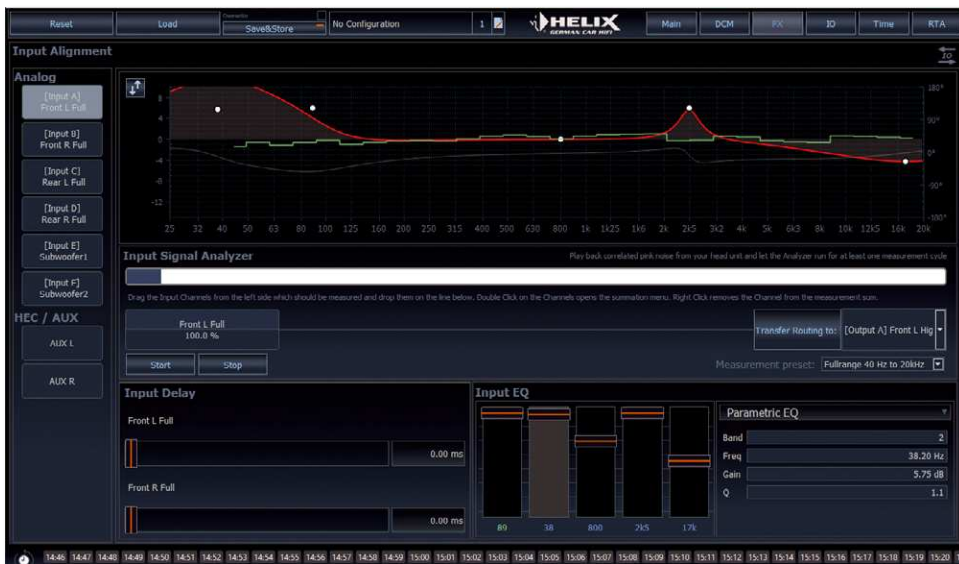 Reset
Load
Save&Store
No Configuration
1
HELIX
GERMAN CAR HIFI
Main
DCM
FX
IO
Time
RTA
Input Alignment
IO
Analog
[Input A]
Front L Full
[Input B]
Front R Full
[Input C]
Rear L Full
[Input D]
Rear R Full
[Input E]
Subwoofer1
[Input F]
Subwoofer2
HEC / AUX
AUX L
AUX R
8
4
0
-4
-8
-12
180°
90°
0°
-90°
-180°
25 32 40 50 63 80 100 125 160 200 250 315 400 500 630 800 1k 1k25 1k6 2k 2k5 3k2 4k 5k 6k3 8k 10k 12k5 16k 20k
Input Signal Analyzer
Play back correlated pink noise from your head unit and let the Analyzer run for at least one measurement cycle
Drag the Input Channels from the left side which should be measured and drop them on the line below. Double Click on the Channels opens the summation menu. Right Click removes the Channel from the measurement sum.
Front L Full
100.0 %
Transfer Routing to:
[Output A] Front L Hig
Start
Stop
Measurement preset:
Fullrange 40 Hz to 20kHz
Input Delay
Front L Full
0.00 ms
Front R Full
0.00 ms
Input EQ
89 38 800 2k5 17k
Parametric EQ
Band 2
Freq 38.20 Hz
Gain 5.75 dB
Q 1.1
14:46 14:47 14:48 14:49 14:50 14:51 14:52 14:53 14:54 14:55 14:56 14:57 14:58 14:59 15:00 15:01 15:02 15:03 15:04 15:05 15:06 15:07 15:08 15:09 15:10 15:11 15:12 15:13 15:14 15:15 15:16 15:17 15:18 15:19 15:20